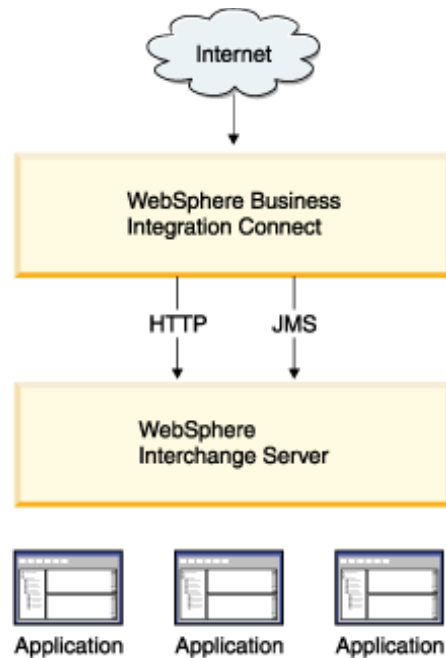 Internet
WebSphere Business
Integration Connect
HTTP
JMS
WebSphere
Interchange Server
Application
Application
Application